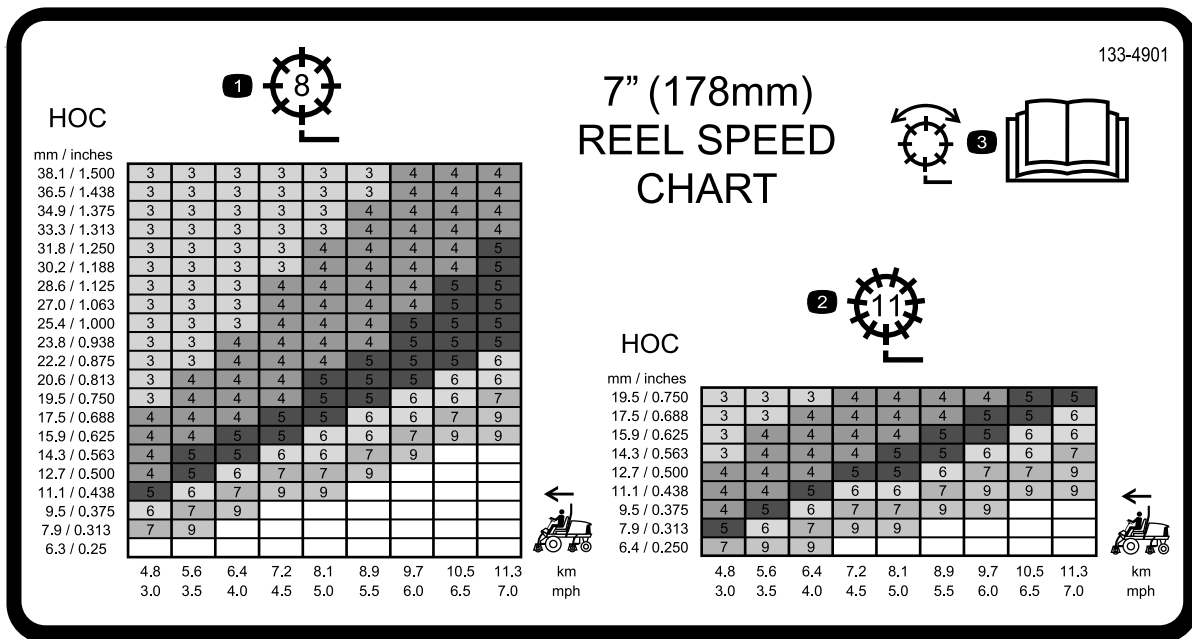 133-4901
7” (178mm)
REEL SPEED
CHART
1
8
3
HOC
mm / inches
38.1 / 1.500 3 3 3 3 3 3 4 4 4
36.5 / 1.438 3 3 3 3 3 3 4 4 4
34.9 / 1.375 3 3 3 3 3 4 4 4 4
33.3 / 1.313 3 3 3 3 3 4 4 4 4
31.8 / 1.250 3 3 3 3 4 4 4 4 5
30.2 / 1.188 3 3 3 3 4 4 4 4 5
28.6 / 1.125 3 3 3 4 4 4 4 5 5
27.0 / 1.063 3 3 3 4 4 4 4 5 5
25.4 / 1.000 3 3 3 4 4 4 5 5 5
23.8 / 0.938 3 3 4 4 4 4 5 5 5
22.2 / 0.875 3 3 4 4 4 5 5 5 6
20.6 / 0.813 3 4 4 4 5 5 5 6 6
19.5 / 0.750 3 4 4 4 5 5 6 6 7
17.5 / 0.688 4 4 4 5 5 6 6 7 9
15.9 / 0.625 4 4 5 5 6 6 7 9 9
14.3 / 0.563 4 5 5 6 6 7 9
12.7 / 0.500 4 5 6 7 7 9
11.1 / 0.438 5 6 7 9 9
9.5 / 0.375 6 7 9
7.9 / 0.313 7 9
6.3 / 0.25
4.8 5.6 6.4 7.2 8.1 8.9 9.7 10.5 11.3 km
3.0 3.5 4.0 4.5 5.0 5.5 6.0 6.5 7.0 mph
2
11
HOC
mm / inches
19.5 / 0.750 3 3 3 4 4 4 4 5 5
17.5 / 0.688 3 3 4 4 4 4 5 5 6
15.9 / 0.625 3 4 4 4 4 5 5 6 6
14.3 / 0.563 3 4 4 4 5 5 6 6 7
12.7 / 0.500 4 4 4 5 5 6 7 7 9
11.1 / 0.438 4 4 5 6 6 7 9 9 9
9.5 / 0.375 4 5 6 7 7 9 9
7.9 / 0.313 5 6 7 9 9
6.4 / 0.250 7 9 9
4.8 5.6 6.4 7.2 8.1 8.9 9.7 10.5 11.3 km
3.0 3.5 4.0 4.5 5.0 5.5 6.0 6.5 7.0 mph